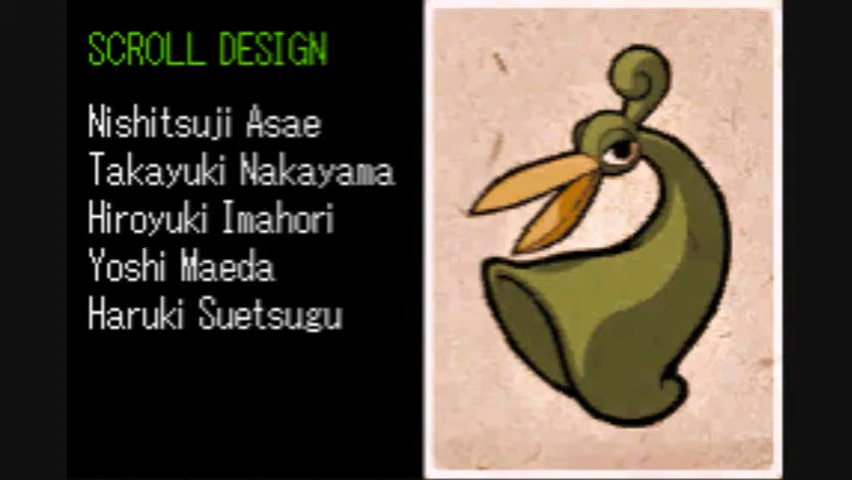 SCROLL DESIGN
Nishitsuji Asae
Takayuki Nakayama
Hiroyuki Imahori
Yoshi Maeda
Haruki Suetsugu